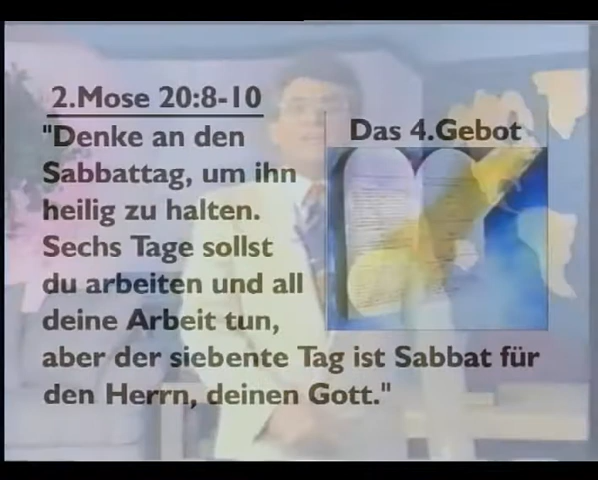 2.Mose 20:8-10
"Denke an den
Sabbattag, um ihn
heilig zu halten.
Sechs Tage sollst
du arbeiten und all
deine Arbeit tun,
aber der siebente Tag ist Sabbat für
den Herrn, deinen Gott."
Das 4.Gebot